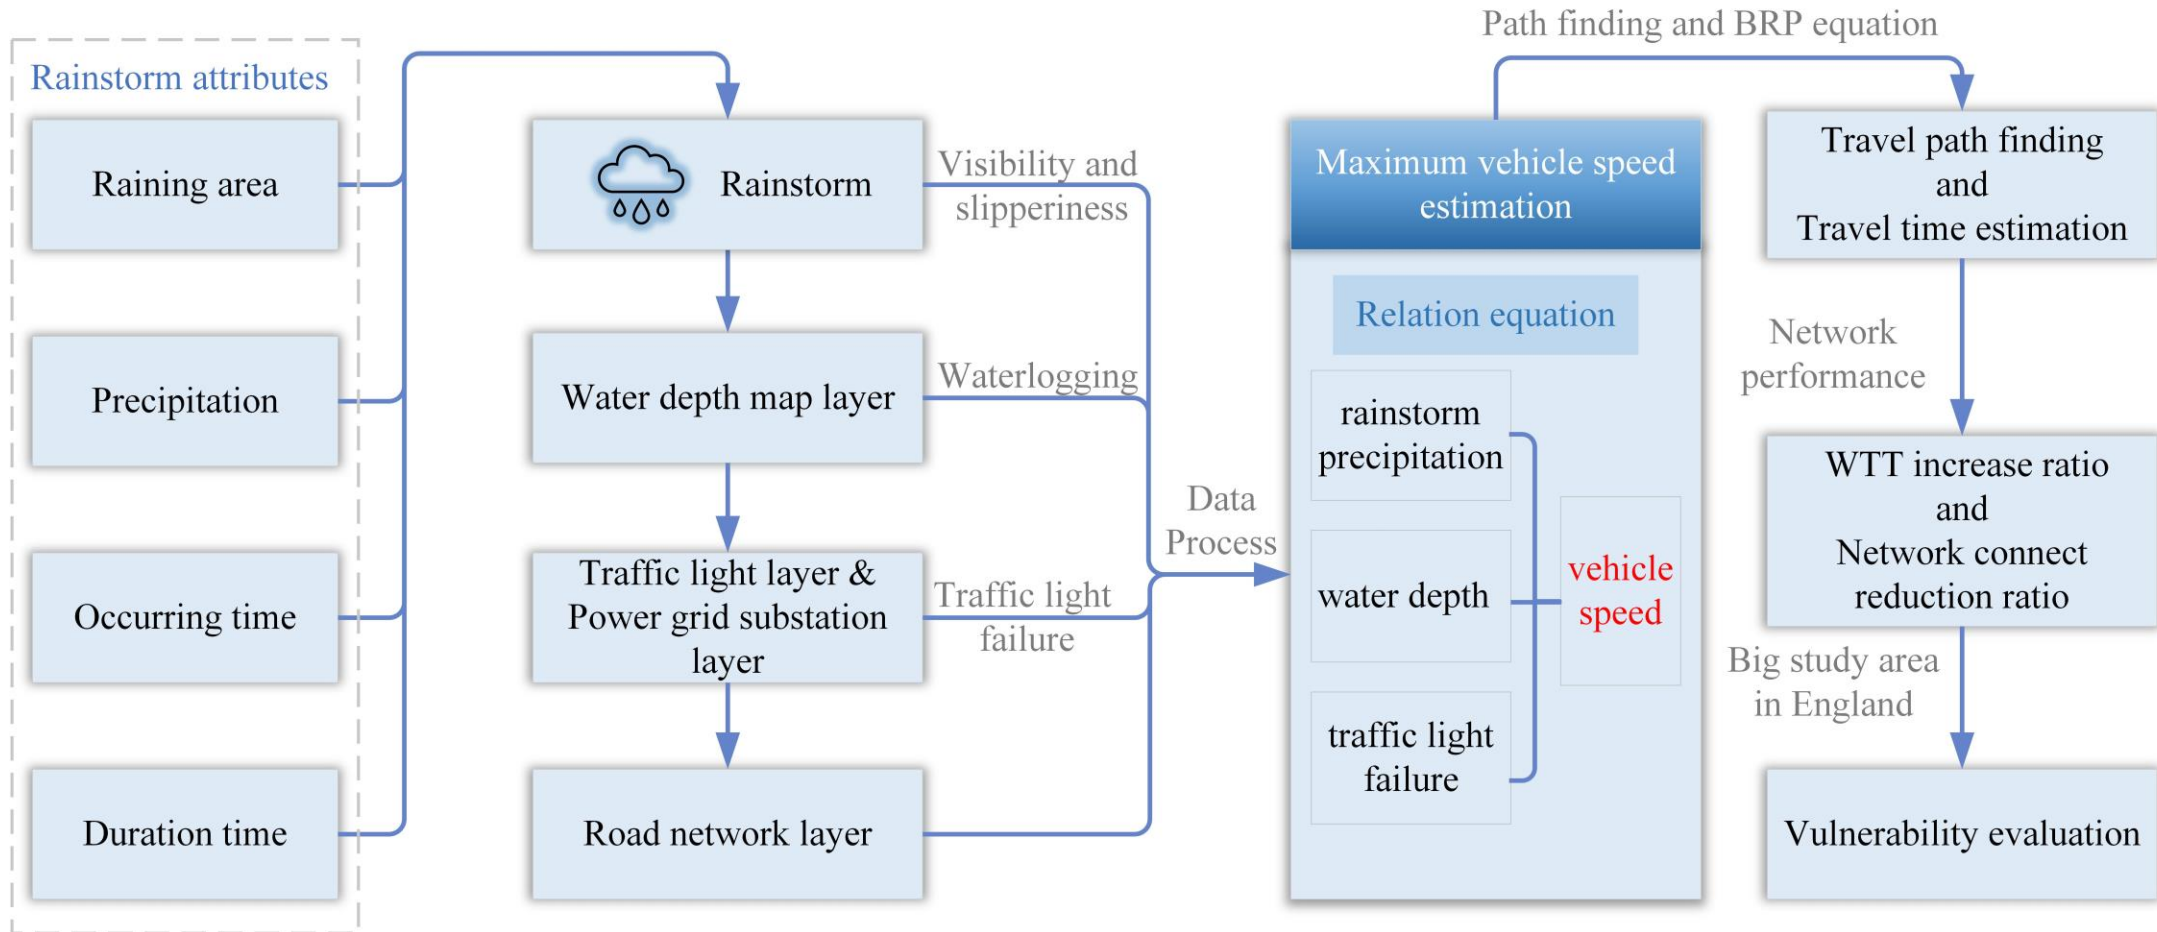 Rainstorm attributes
Raining area
Precipitation
Occurring time
Duration time
Rainstorm
Water depth map layer
Traffic light layer &
Power grid substation
layer
Road network layer
Visibility and
slipperiness
Waterlogging
Traffic light
failure
Data
Process
Maximum vehicle speed
estimation
Relation equation
rainstorm
precipitation
water depth
traffic light
failure
vehicle
speed
Path finding and BRP equation
Travel path finding
and
Travel time estimation
Network
performance
WTT increase ratio
and
Network connect
reduction ratio
Big study area
in England
Vulnerability evaluation